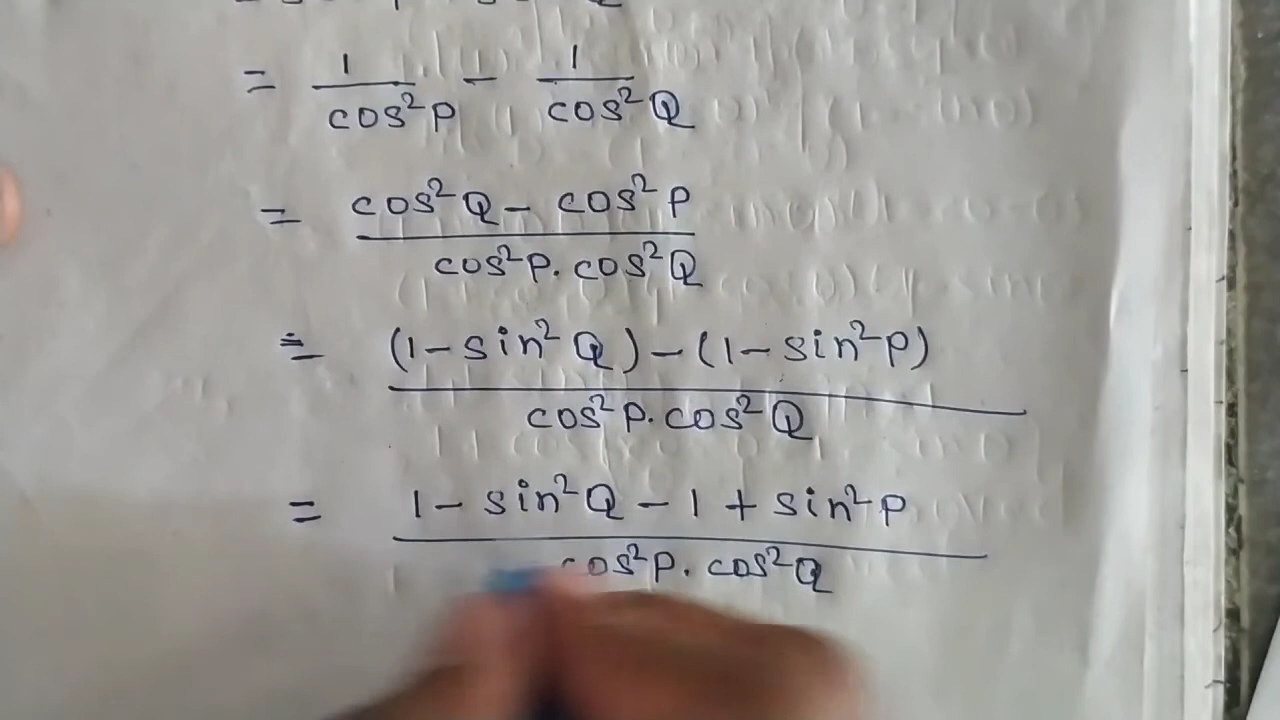 = 1/cos²P - 1/cos²Q
= cos²Q - cos²P / cos²P. cos²Q
= (1 - sin²Q) - (1 - sin²P) / cos²P. cos²Q
= 1 - sin²Q - 1 + sin²P / cos²P. cos²Q